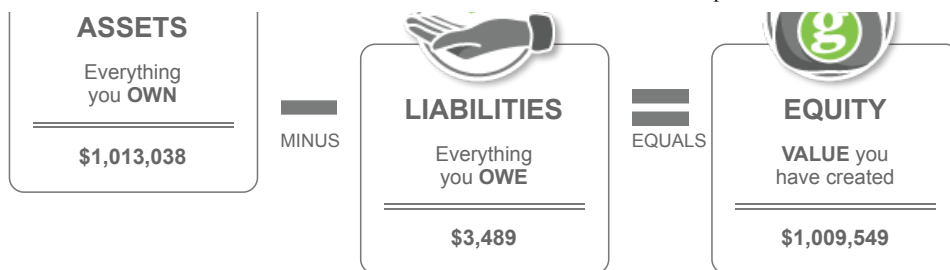 ASSETS
Everything
you OWN
$1,013,038
MINUS
g
LIABILITIES
Everything
you OWE
$3,489
EQUALS
EQUITY
VALUE you
have created
$1,009,549